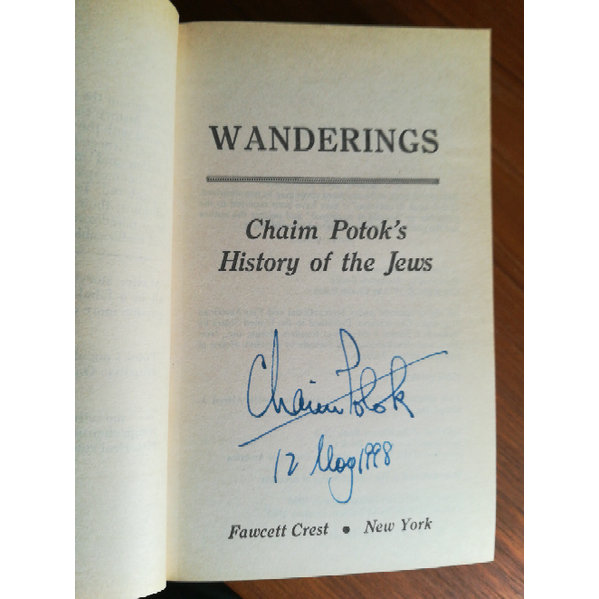 WANDERINGS
Chaim Potok's
History of the Jews
Chaim Potok
12 May 1998
Fawcett Crest • New York